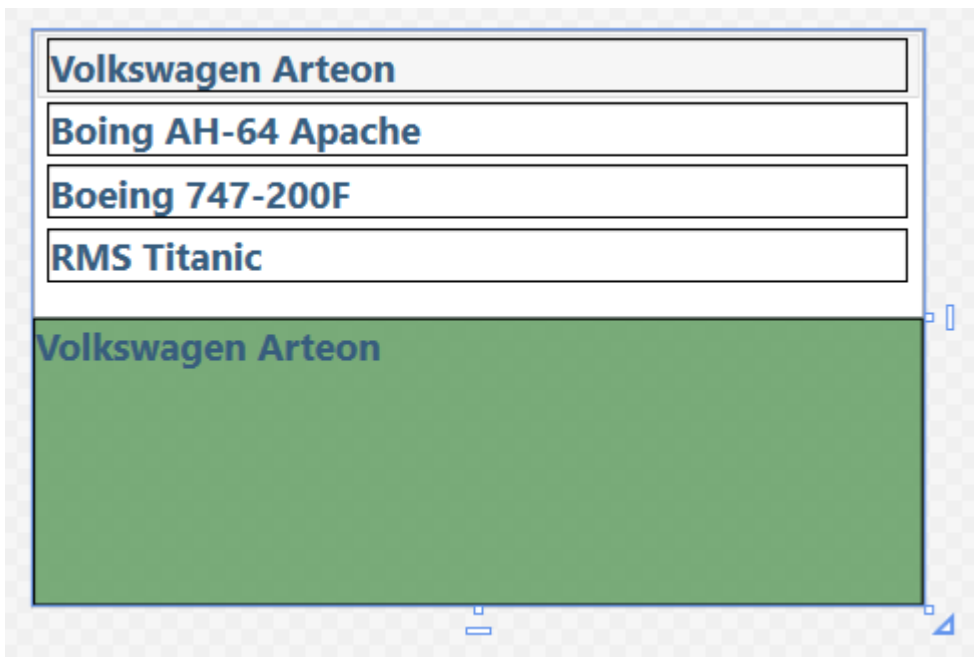 Volkswagen Arteon
Boing AH-64 Apache
Boeing 747-200F
RMS Titanic
Volkswagen Arteon